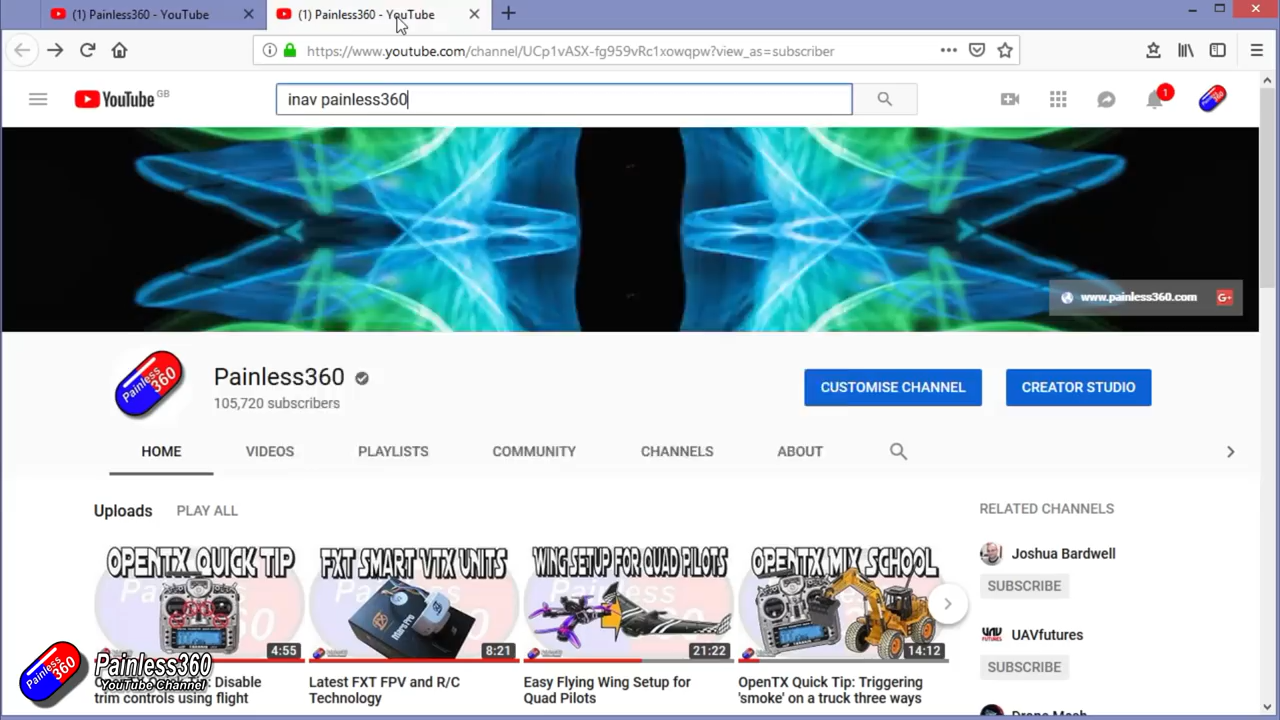 (1) Painless360 - YouTube
(1) Painless360 - YouTube
https://www.youtube.com/channel/UCp1vASX-fg959vRc1xowqpw?view_as=subscriber
YouTube GB
inav painless360
1
www.painless360.com G+
Painless 360
Painless360
105,720 subscribers
CUSTOMISE CHANNEL
CREATOR STUDIO
HOME
VIDEOS
PLAYLISTS
COMMUNITY
CHANNELS
ABOUT
Uploads
PLAY ALL
RELATED CHANNELS
OPENTX QUICK TIP
4:55
FXT SMART VTX UNITS
8:21
WING SETUP FOR QUAD PILOTS
21:22
OPENTX MIX SCHOOL
14:12
Disable
trim controls using flight
Latest FXT FPV and R/C
Technology
Easy Flying Wing Setup for
Quad Pilots
OpenTX Quick Tip: Triggering
'smoke' on a truck three ways
Joshua Bardwell
SUBSCRIBE
UAVfutures
SUBSCRIBE
Painless 360
Painless360
YouTube Channel